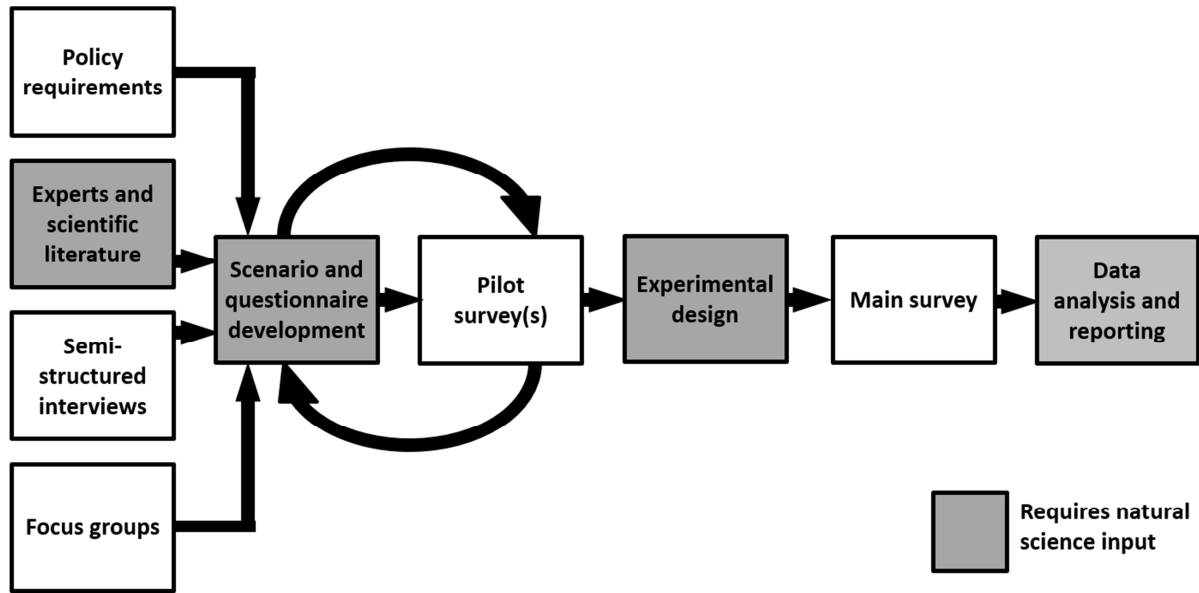 Policy
requirements
Experts and
scientific
literature
Semi-
structured
interviews
Focus groups
Scenario and
questionnaire
development
Pilot
survey(s)
Experimental
design
Main survey
Data
analysis and
reporting
Requires natural
science input